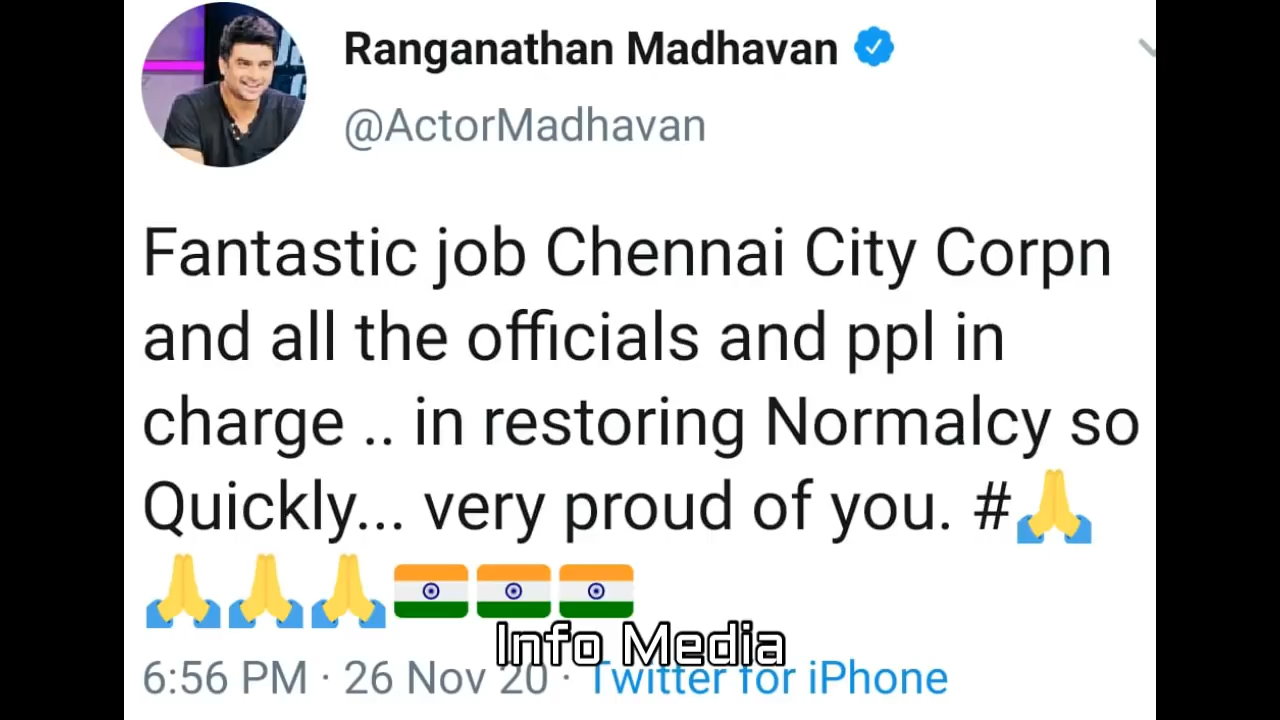 Ranganathan Madhavan
@ActorMadhavan
Fantastic job Chennai City Corpn
and all the officials and ppl in
charge .. in restoring Normalcy so
Quickly... very proud of you. #🙏
🙏🙏🙏🇮🇳🇮🇳🇮🇳
Info Media
6:56 PM · 26 Nov 20 · Twitter for iPhone